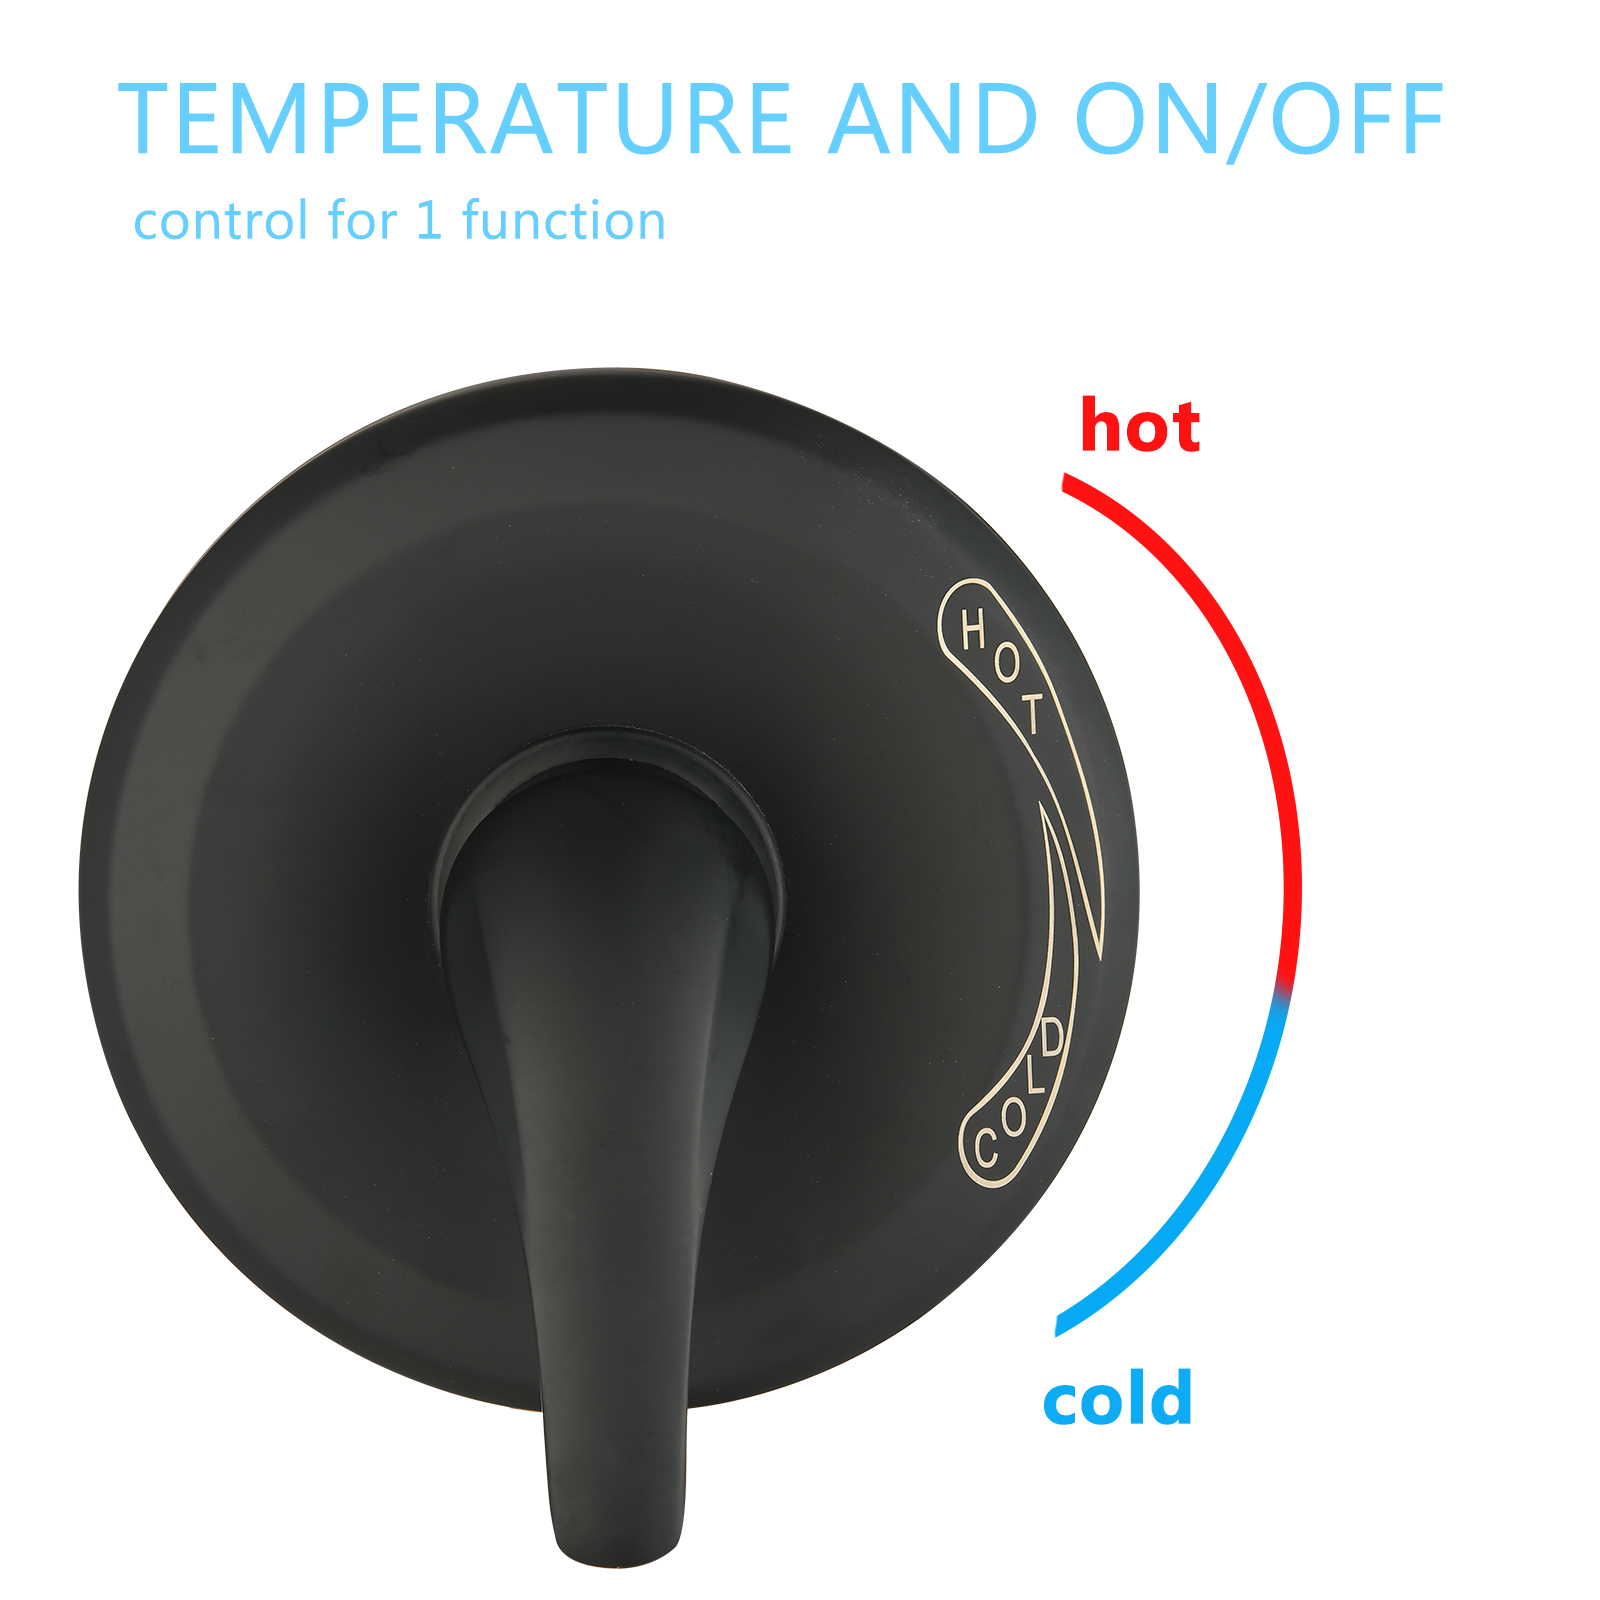 TEMPERATURE AND ON/OFF
control for 1 function
hot
HOT
COLD
cold